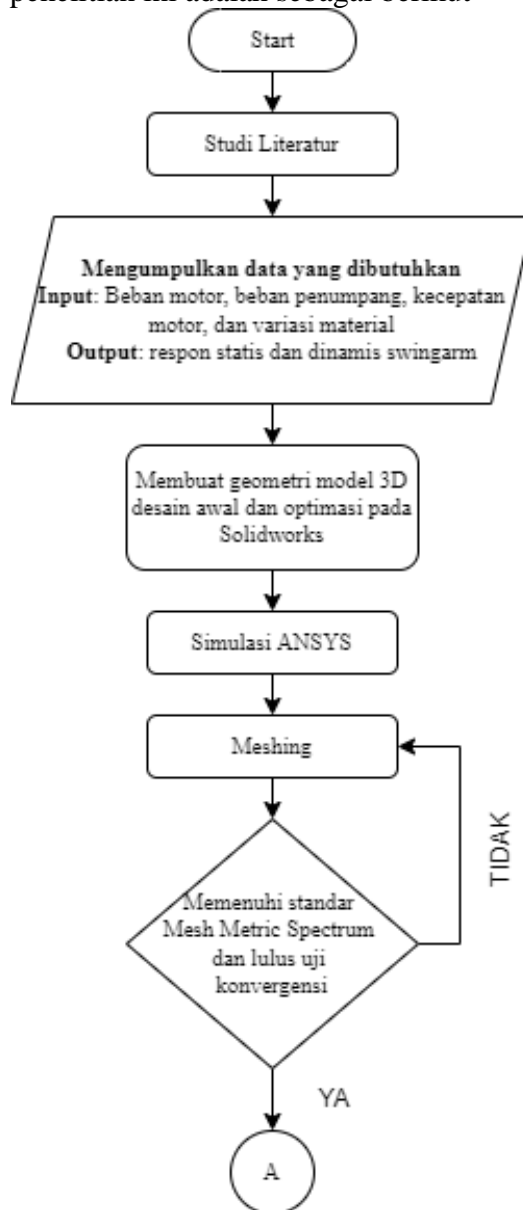 penelitian ini adalah sebagai berikut
Start
Studi Literatur
Mengumpulkan data yang dibutuhkan
Input: Beban motor, beban penumpang, kecepatan
motor, dan variasi material
Output: respon statis dan dinamis swingarm
Membuat geometri model 3D
desain awal dan optimasi pada
Solidworks
Simulasi ANSYS
Meshing
Memenuhi standar
Mesh Metric Spectrum
dan lulus uji
konvergensi
TIDAK
YA
A